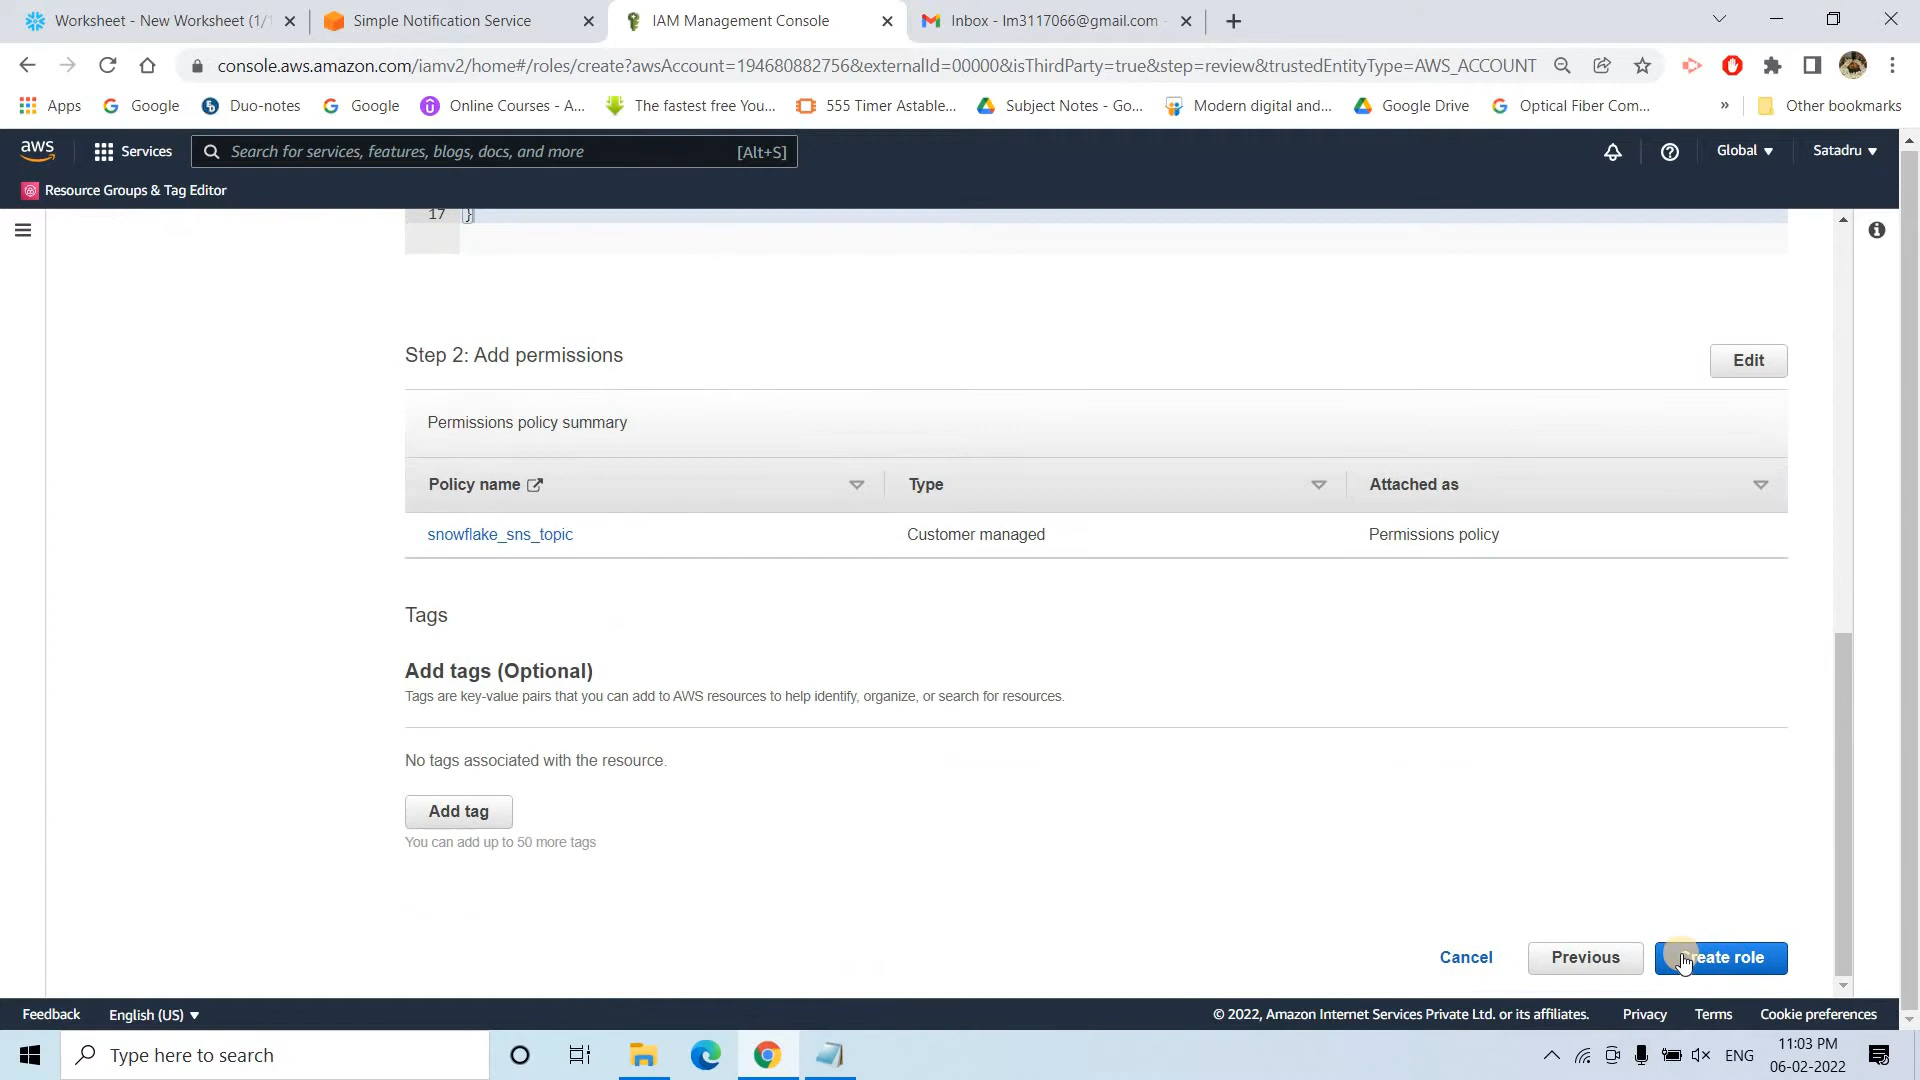 Worksheet - New Worksheet (1/1
Simple Notification Service
IAM Management Console
Inbox - lm3117066@gmail.com -
console.aws.amazon.com/iamv2/home#/roles/create?awsAccount=194680882756&externalId=00000&isThirdParty=true&step=review&trustedEntityType=AWS_ACCOUNT
Apps
Google
Duo-notes
Google
Online Courses - A...
The fastest free You...
555 Timer Astable...
Subject Notes - Go...
Modern digital and...
Google Drive
Optical Fiber Com...
»
Other bookmarks
aws
Services
Search for services, features, blogs, docs, and more
[Alt+S]
Global
Satadru
Resource Groups & Tag Editor
17 }
Step 2: Add permissions
Edit
Permissions policy summary
Policy name
Type
Attached as
snowflake_sns_topic
Customer managed
Permissions policy
Tags
Add tags (Optional)
Tags are key-value pairs that you can add to AWS resources to help identify, organize, or search for resources.
No tags associated with the resource.
Add tag
You can add up to 50 more tags
Cancel
Previous
Create role
Feedback
English (US)
© 2022, Amazon Internet Services Private Ltd. or its affiliates.
Privacy
Terms
Cookie preferences
Type here to search
ENG
11:03 PM
06-02-2022